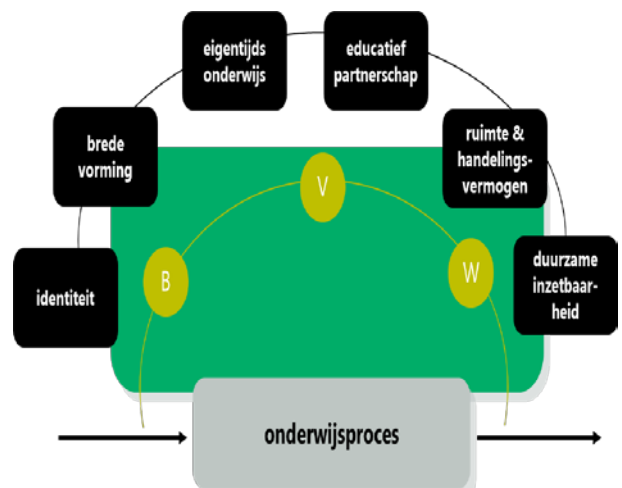 eigentijds
onderwijs
educatief
partnerschap
brede
vorming
ruimte &
handelings-
vermogen
V
B
W
identiteit
duurzame
inzetbaar-
heid
onderwijsproces